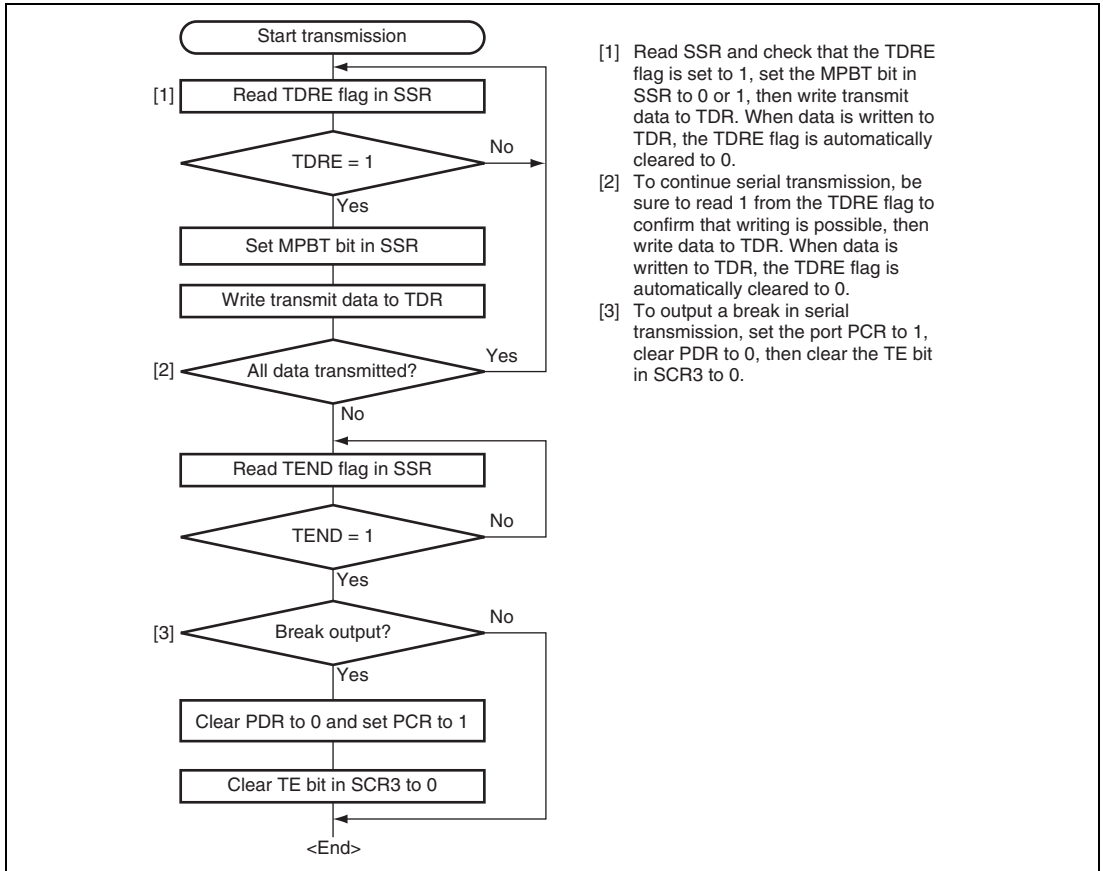 Start transmission
[1] Read TDRE flag in SSR
No
TDRE = 1
Yes
Set MPBT bit in SSR
Write transmit data to TDR
Yes
[2] All data transmitted?
No
Read TEND flag in SSR
No
TEND = 1
Yes
No
[3] Break output?
Yes
Clear PDR to 0 and set PCR to 1
Clear TE bit in SCR3 to 0
<End>
[1] Read SSR and check that the TDRE
flag is set to 1, set the MPBT bit in
SSR to 0 or 1, then write transmit
data to TDR. When data is written to
TDR, the TDRE flag is automatically
cleared to 0.
[2] To continue serial transmission, be
sure to read 1 from the TDRE flag to
confirm that writing is possible, then
write data to TDR. When data is
written to TDR, the TDRE flag is
automatically cleared to 0.
[3] To output a break in serial
transmission, set the port PCR to 1,
clear PDR to 0, then clear the TE bit
in SCR3 to 0.